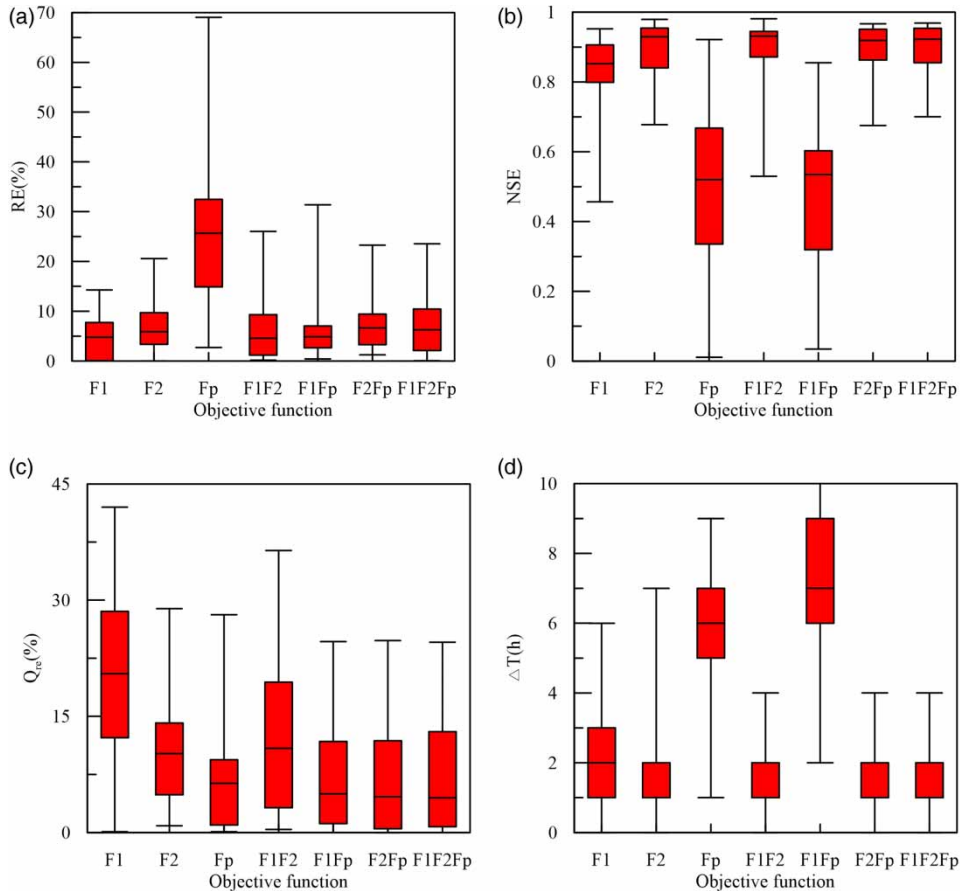 (a)
70
60
50
40
30
20
10
0
RE(%)
F1 F2 Fp F1F2 F1Fp F2Fp F1F2Fp
Objective function
(b)
1
0.8
0.6
0.4
0.2
0
NSE
F1 F2 Fp F1F2 F1Fp F2Fp F1F2Fp
Objective function
(c)
45
30
15
0
Qre(%)
F1 F2 Fp F1F2 F1Fp F2Fp F1F2Fp
Objective function
(d)
10
8
6
4
2
0
△T(h)
F1 F2 Fp F1F2 F1Fp F2Fp F1F2Fp
Objective function